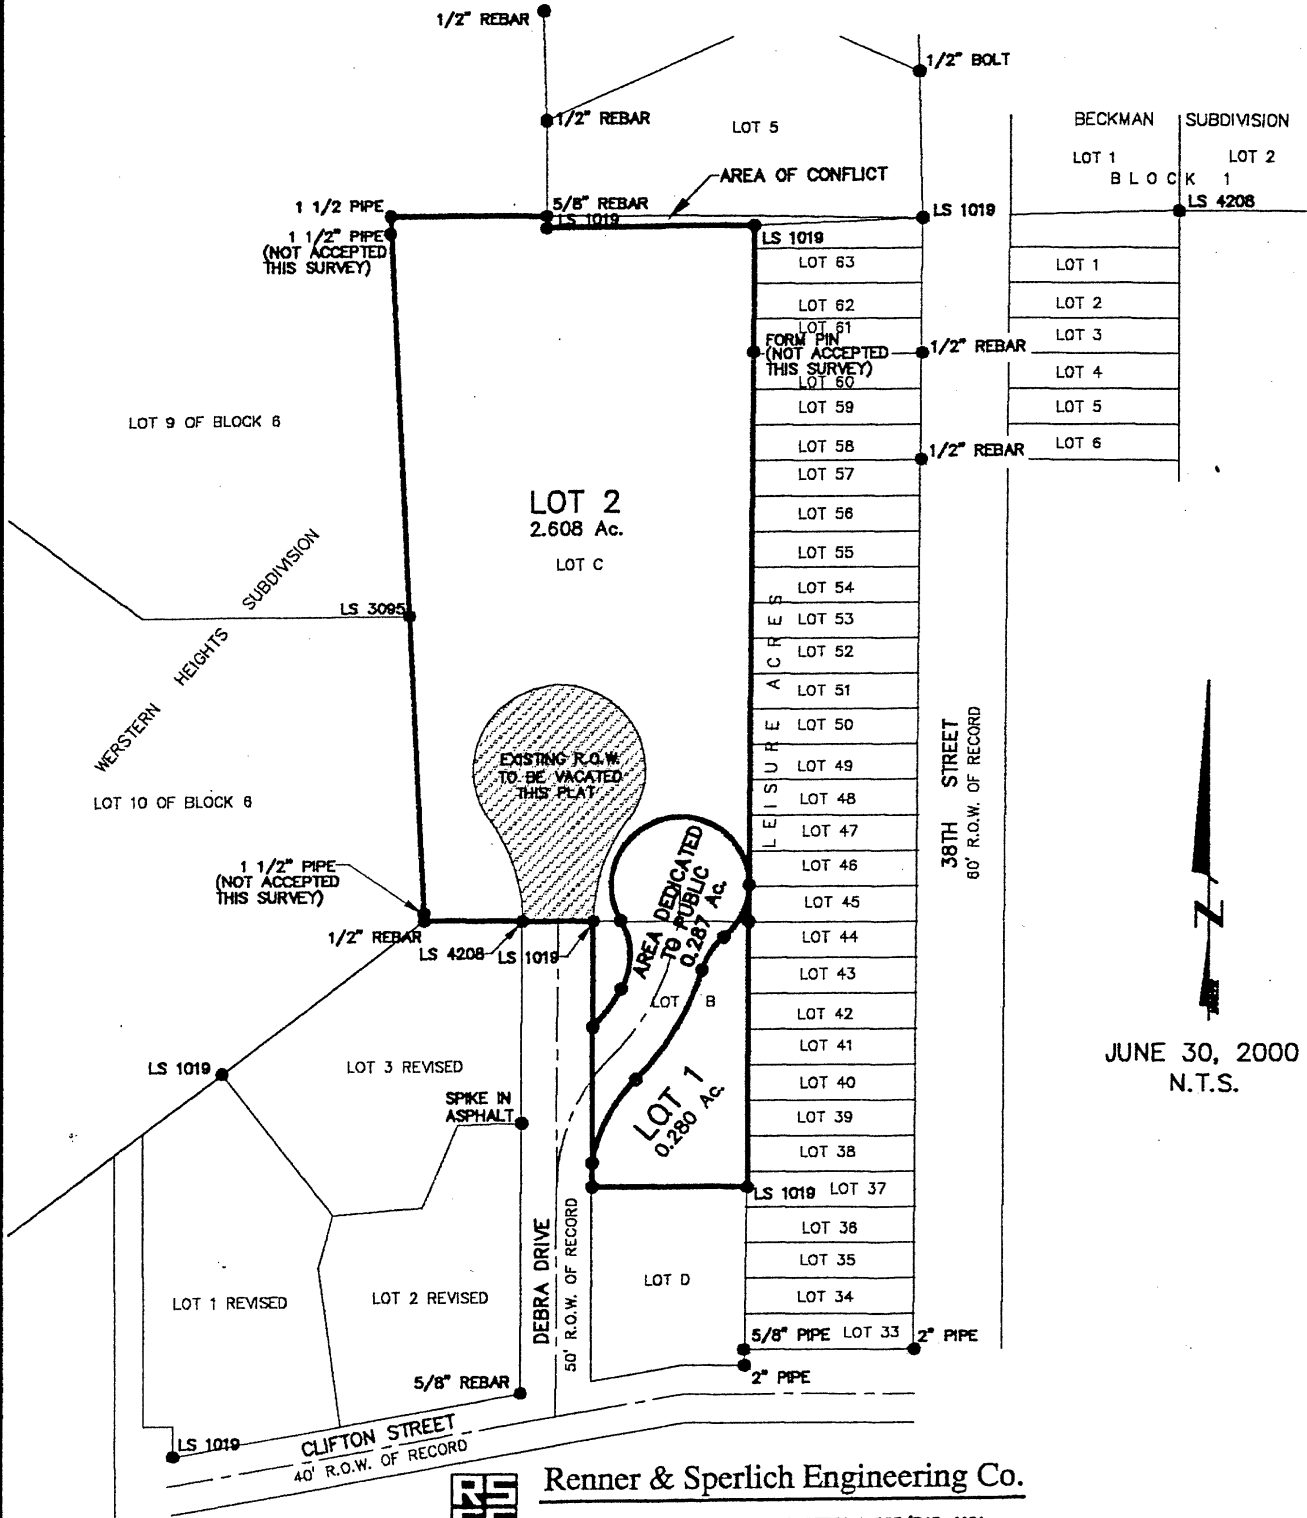 1/2" REBAR
1/2" BOLT
1/2" REBAR
LOT 5
BECKMAN SUBDIVISION
LOT 1
LOT 2
BLOCK 1
AREA OF CONFLICT
LS 4208
1 1/2 PIPE
5/8" REBAR
LS 1019
LS 1019
1 1/2" PIPE
(NOT ACCEPTED
THIS SURVEY)
LS 1019
LOT 63
LOT 1
LOT 62
LOT 2
LOT 61
LOT 3
FORM PIN
(NOT ACCEPTED
THIS SURVEY)
1/2" REBAR
LOT 60
LOT 4
LOT 59
LOT 5
LOT 9 OF BLOCK 6
LOT 58
1/2" REBAR
LOT 6
LOT 57
LOT 2
2.608 Ac.
LOT C
LOT 56
LOT 55
LOT 54
LOT 53
LOT 52
LOT 51
LOT 50
LOT 49
LOT 48
LOT 47
LOT 46
LOT 45
LOT 44
LOT 43
LOT 42
LOT 41
LOT 40
LOT 39
LOT 38
LOT 37
LOT 36
LOT 35
LOT 34
LOT 33
LEISURE ACRES
38TH STREET
60' R.O.W. OF RECORD
WERSTERN HEIGHTS SUBDIVISION
LS 3095
EXISTING R.O.W.
TO BE VACATED
THIS PLAT
LOT 10 OF BLOCK 6
1 1/2" PIPE
(NOT ACCEPTED
THIS SURVEY)
1/2" REBAR
LS 4208
LS 1019
AREA DEDICATED
TO PUBLIC
0.287 Ac.
LOT B
JUNE 30, 2000
N.T.S.
LS 1019
LOT 3 REVISED
SPIKE IN
ASPHALT
LOT 1
0.280 Ac.
LS 1019
DEBRA DRIVE
50' R.O.W. OF RECORD
LOT D
LOT 1 REVISED
LOT 2 REVISED
5/8" PIPE
2" PIPE
2" PIPE
5/8" REBAR
LS 1019
CLIFTON STREET
40' R.O.W. OF RECORD
N
RS
Renner & Sperlich Engineering Co.